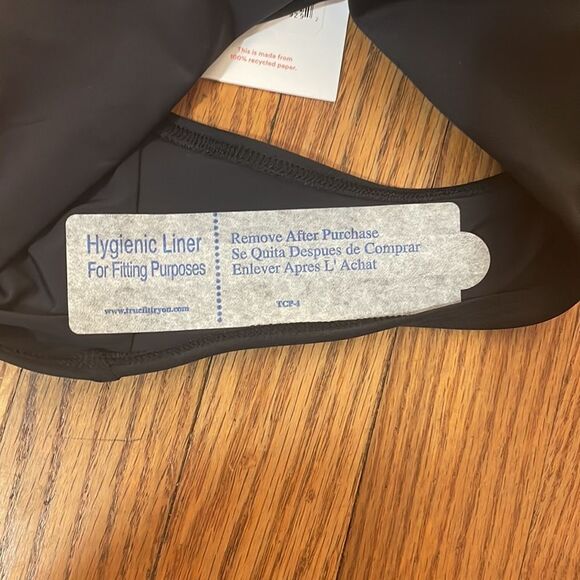 This is made from
100% recycled paper.
Hygienic Liner
For Fitting Purposes
www.truefittryon.com
Remove After Purchase
Se Quita Despues de Comprar
Enlever Apres L' Achat
TCP-1